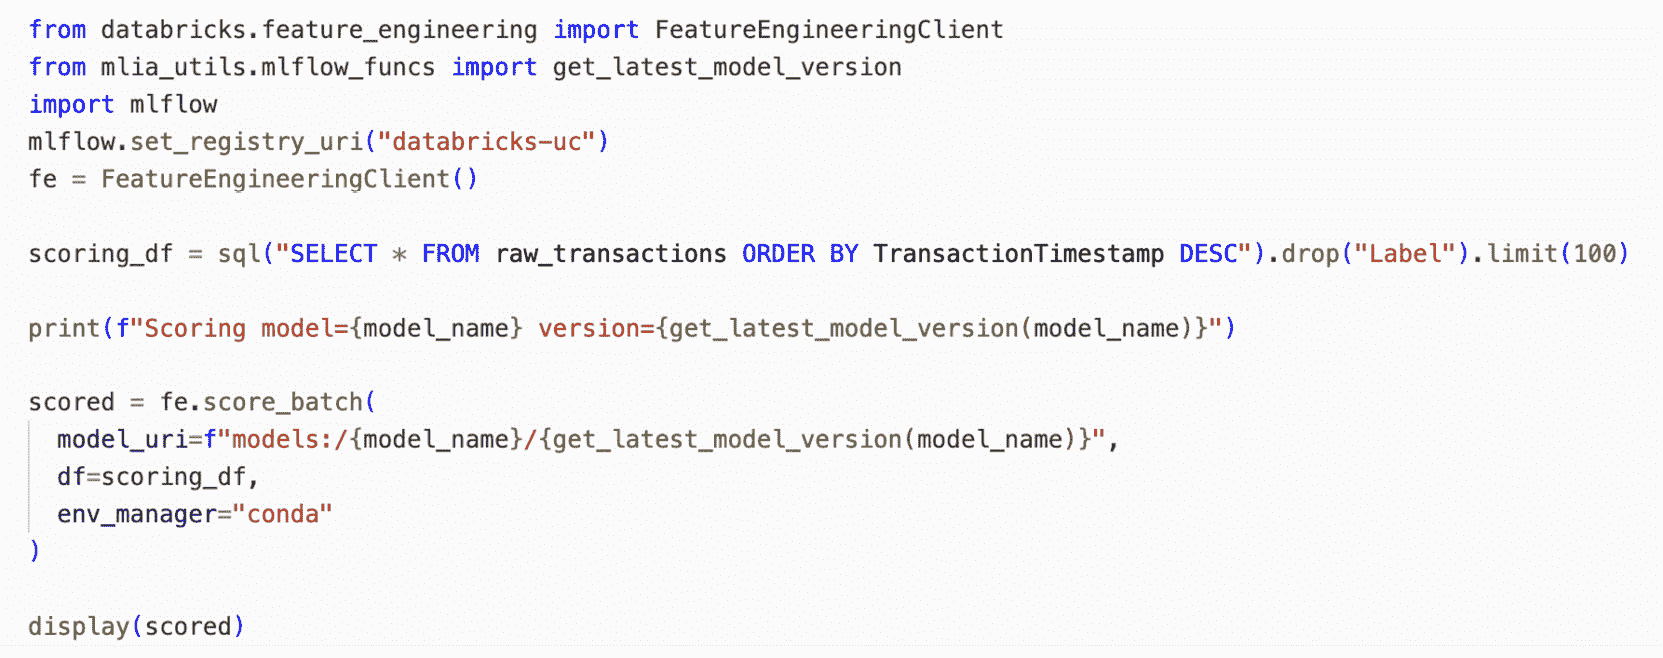 from databricks.feature_engineering import FeatureEngineeringClient
from mlia_utils.mlflow_funcs import get_latest_model_version
import mlflow
mlflow.set_registry_uri("databricks-uc")
fe = FeatureEngineeringClient()
scoring_df = sql("SELECT * FROM raw_transactions ORDER BY TransactionTimestamp DESC").drop("Label").limit(100)
print(f"Scoring model={model_name} version={get_latest_model_version(model_name)}")
scored = fe.score_batch(
  model_uri=f"models:/{model_name}/{get_latest_model_version(model_name)}",
  df=scoring_df,
  env_manager="conda"
)
display(scored)